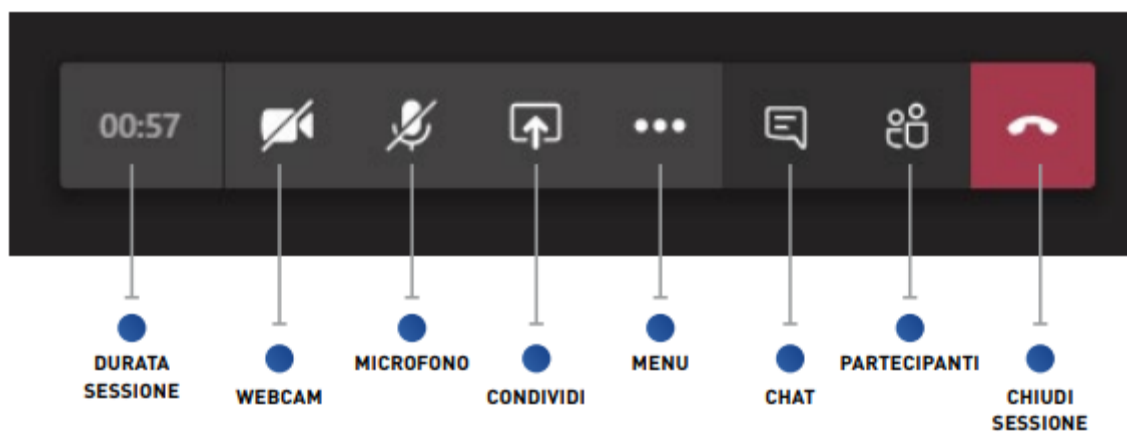 00:57
DURATA
SESSIONE
WEBCAM
MICROFONO
CONDIVIDI
MENU
CHAT
PARTECIPANTI
CHIUDI
SESSIONE